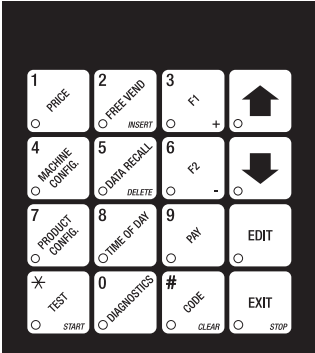 1 PRICE
2 FREE VEND INSERT
3 F1 +
4 MACHINE CONFIG.
5 DATA RECALL DELETE
6 F2 -
7 PRODUCT CONFIG.
8 TIME OF DAY
9 PAY
EDIT
* TEST START
0 DIAGNOSTICS
# CODE CLEAR
EXIT STOP